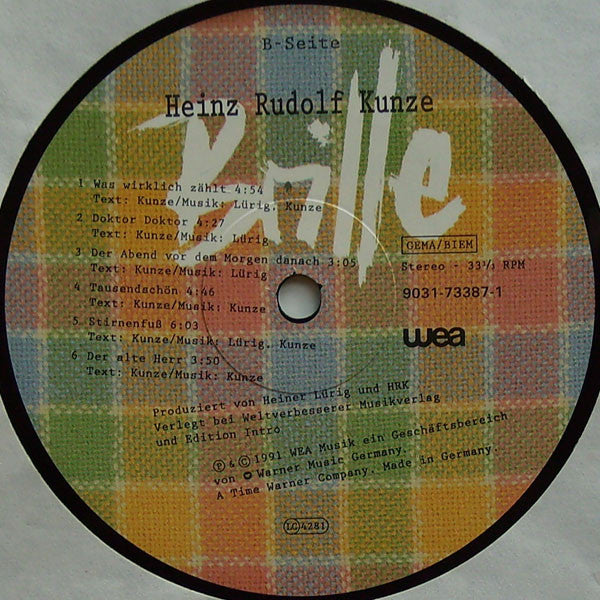 B-Seite
Heinz Rudolf Kunze
Brille
1 Was wirklich zählt 4:54
Text: Kunze/Musik: Lürig. Kunze
2 Doktor Doktor 4:27
Text: Kunze/Musik: Lürig
3 Der Abend vor dem Morgen danach 3:05
Text: Kunze/Musik: Lürig
4 Tausendschön 4:46
Text: Kunze/Musik: Kunze
5 Stirnenfuß 6:03
Text: Kunze/Musik: Lürig. Kunze
6 Der alte Herr 3:50
Text: Kunze/Musik: Kunze
GEMA/BIEM
Stereo · 33⅓ RPM
9031-73387-1
wea
Produziert von Heiner Lürig und HRK
Verlegt bei Weltverbesserer Musikverlag
und Edition Intro
℗ & © 1991 WEA Musik ein Geschäftsbereich
von Warner Music Germany.
A Time Warner Company. Made in Germany.
LC 4281